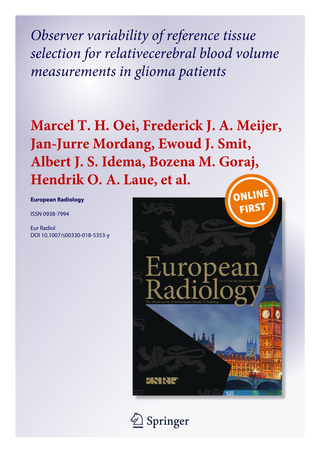 Observer variability of reference tissue
selection for relativecerebral blood volume
measurements in glioma patients
Marcel T. H. Oei, Frederick J. A. Meijer,
Jan-Jurre Mordang, Ewoud J. Smit,
Albert J. S. Idema, Bozena M. Goraj,
Hendrik O. A. Laue, et al.
European Radiology
ISSN 0938-7994
Eur Radiol
DOI 10.1007/s00330-018-5353-y
ONLINE
FIRST
European
Radiology
Springer